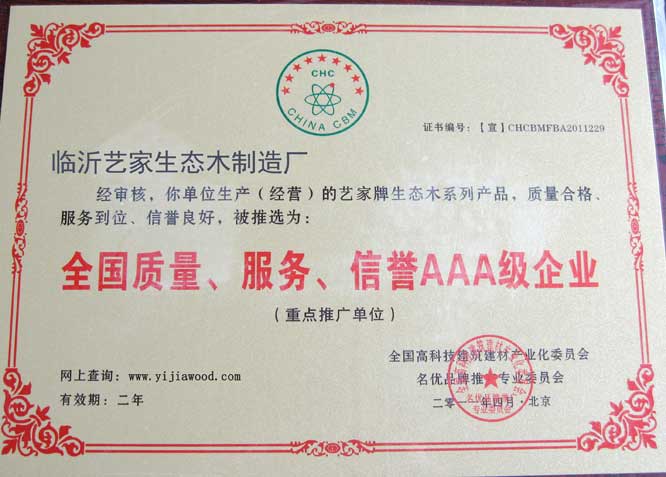 CHC
CHINA CBM
证书编号：【宣】CHCBMFBA2011229
临沂艺家生态木制造厂
经审核，你单位生产（经营）的艺家牌生态木系列产品，质量合格、
服务到位、信誉良好，被推选为：
全国质量、服务、信誉AAA级企业
（重点推广单位）
全国高科技建筑建材产业化委员会
网上查询：www.yijiawood.com
名优品牌推广专业委员会
有效期：二年
二零一一年四月·北京
专业委员会